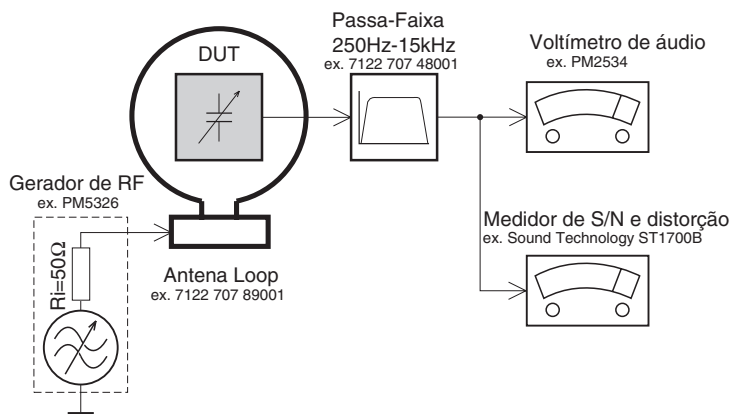 Passa-Faixa
250Hz-15kHz
ex. 7122 707 48001
DUT
Voltímetro de áudio
ex. PM2534
Gerador de RF
ex. PM5326
Ri=50Ω
Antena Loop
ex. 7122 707 89001
Medidor de S/N e distorção
ex. Sound Technology ST1700B